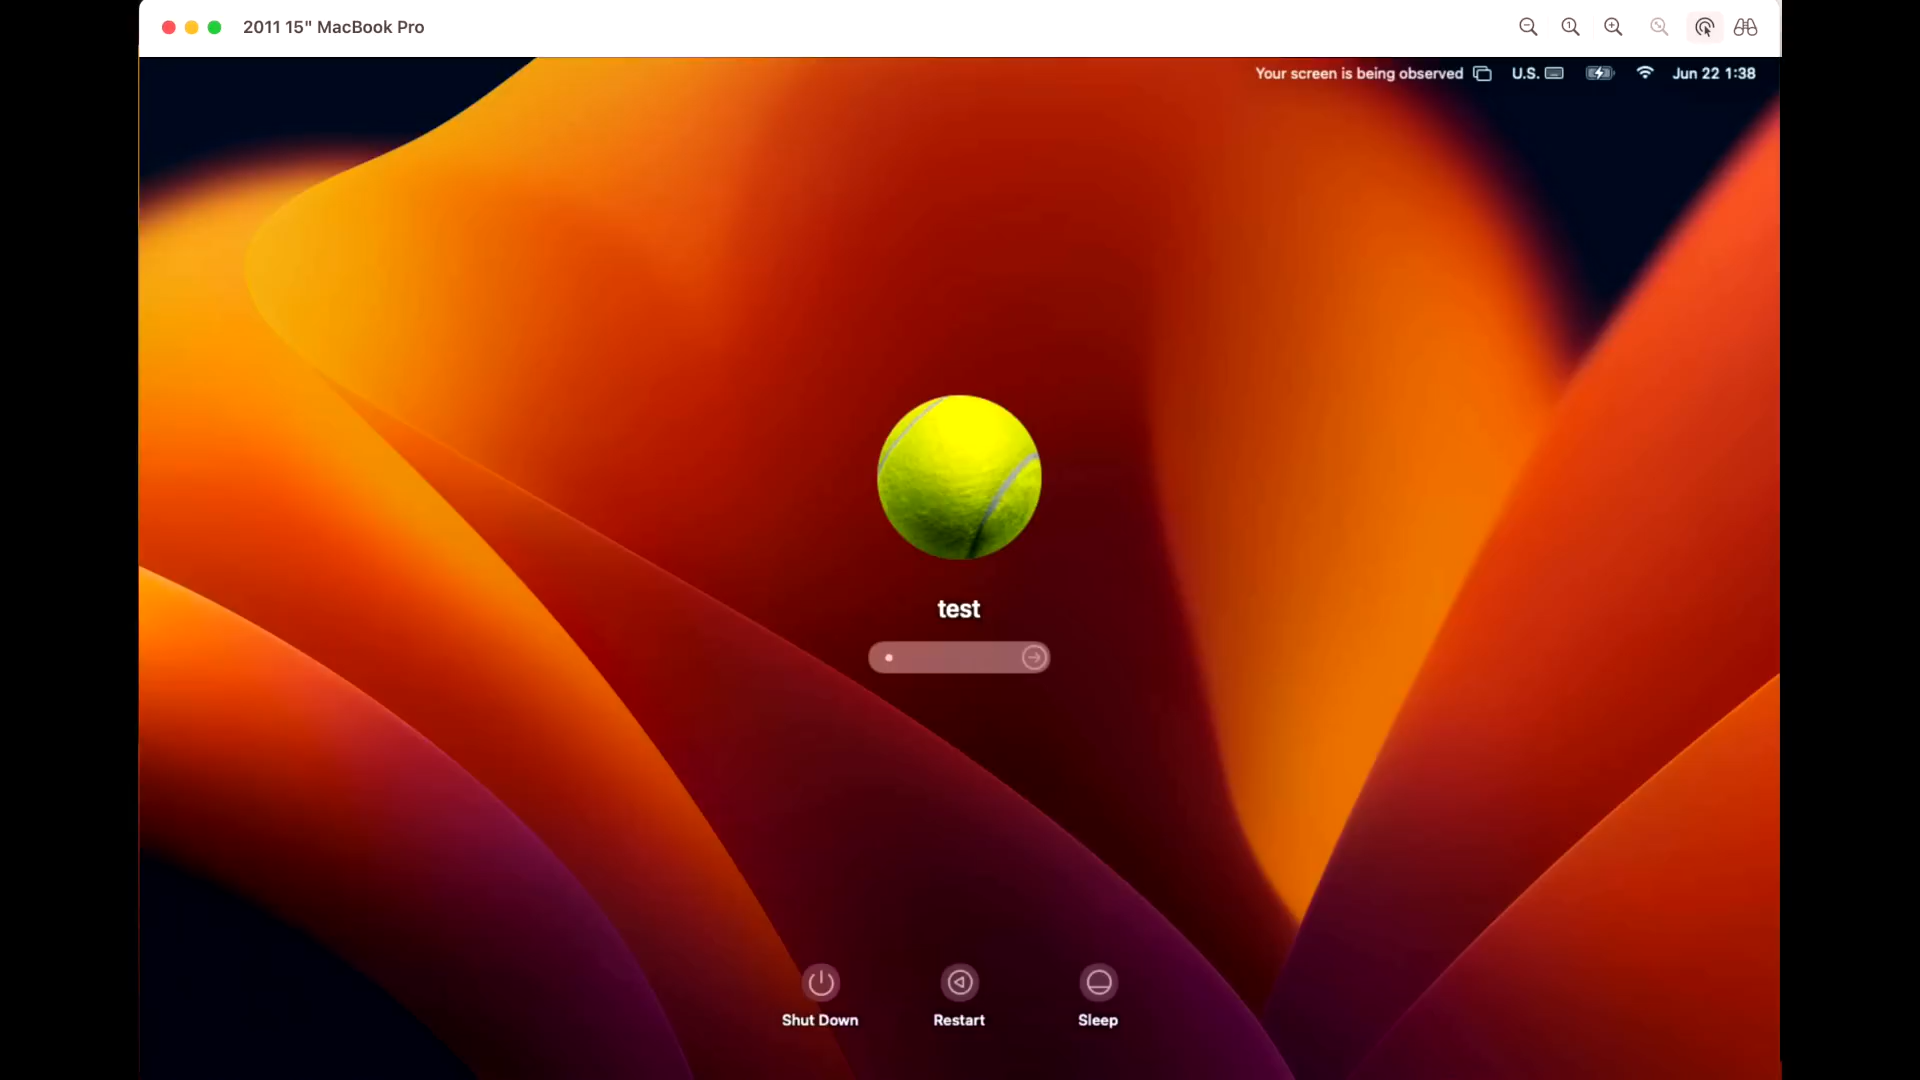 2011 15" MacBook Pro
Your screen is being observed U.S. Jun 22 1:38
test
Shut Down Restart Sleep